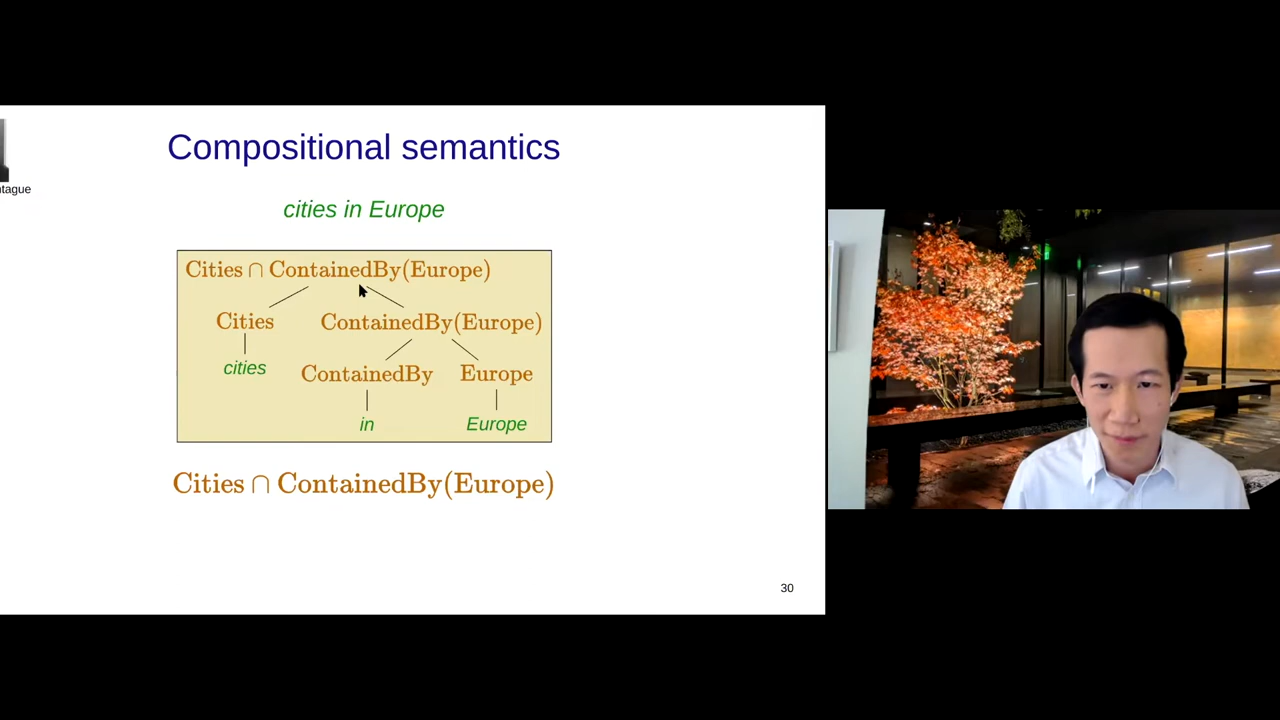 Compositional semantics
ntague
cities in Europe
Cities ∩ ContainedBy(Europe)
Cities ContainedBy(Europe)
cities ContainedBy Europe
in Europe
Cities ∩ ContainedBy(Europe)
30